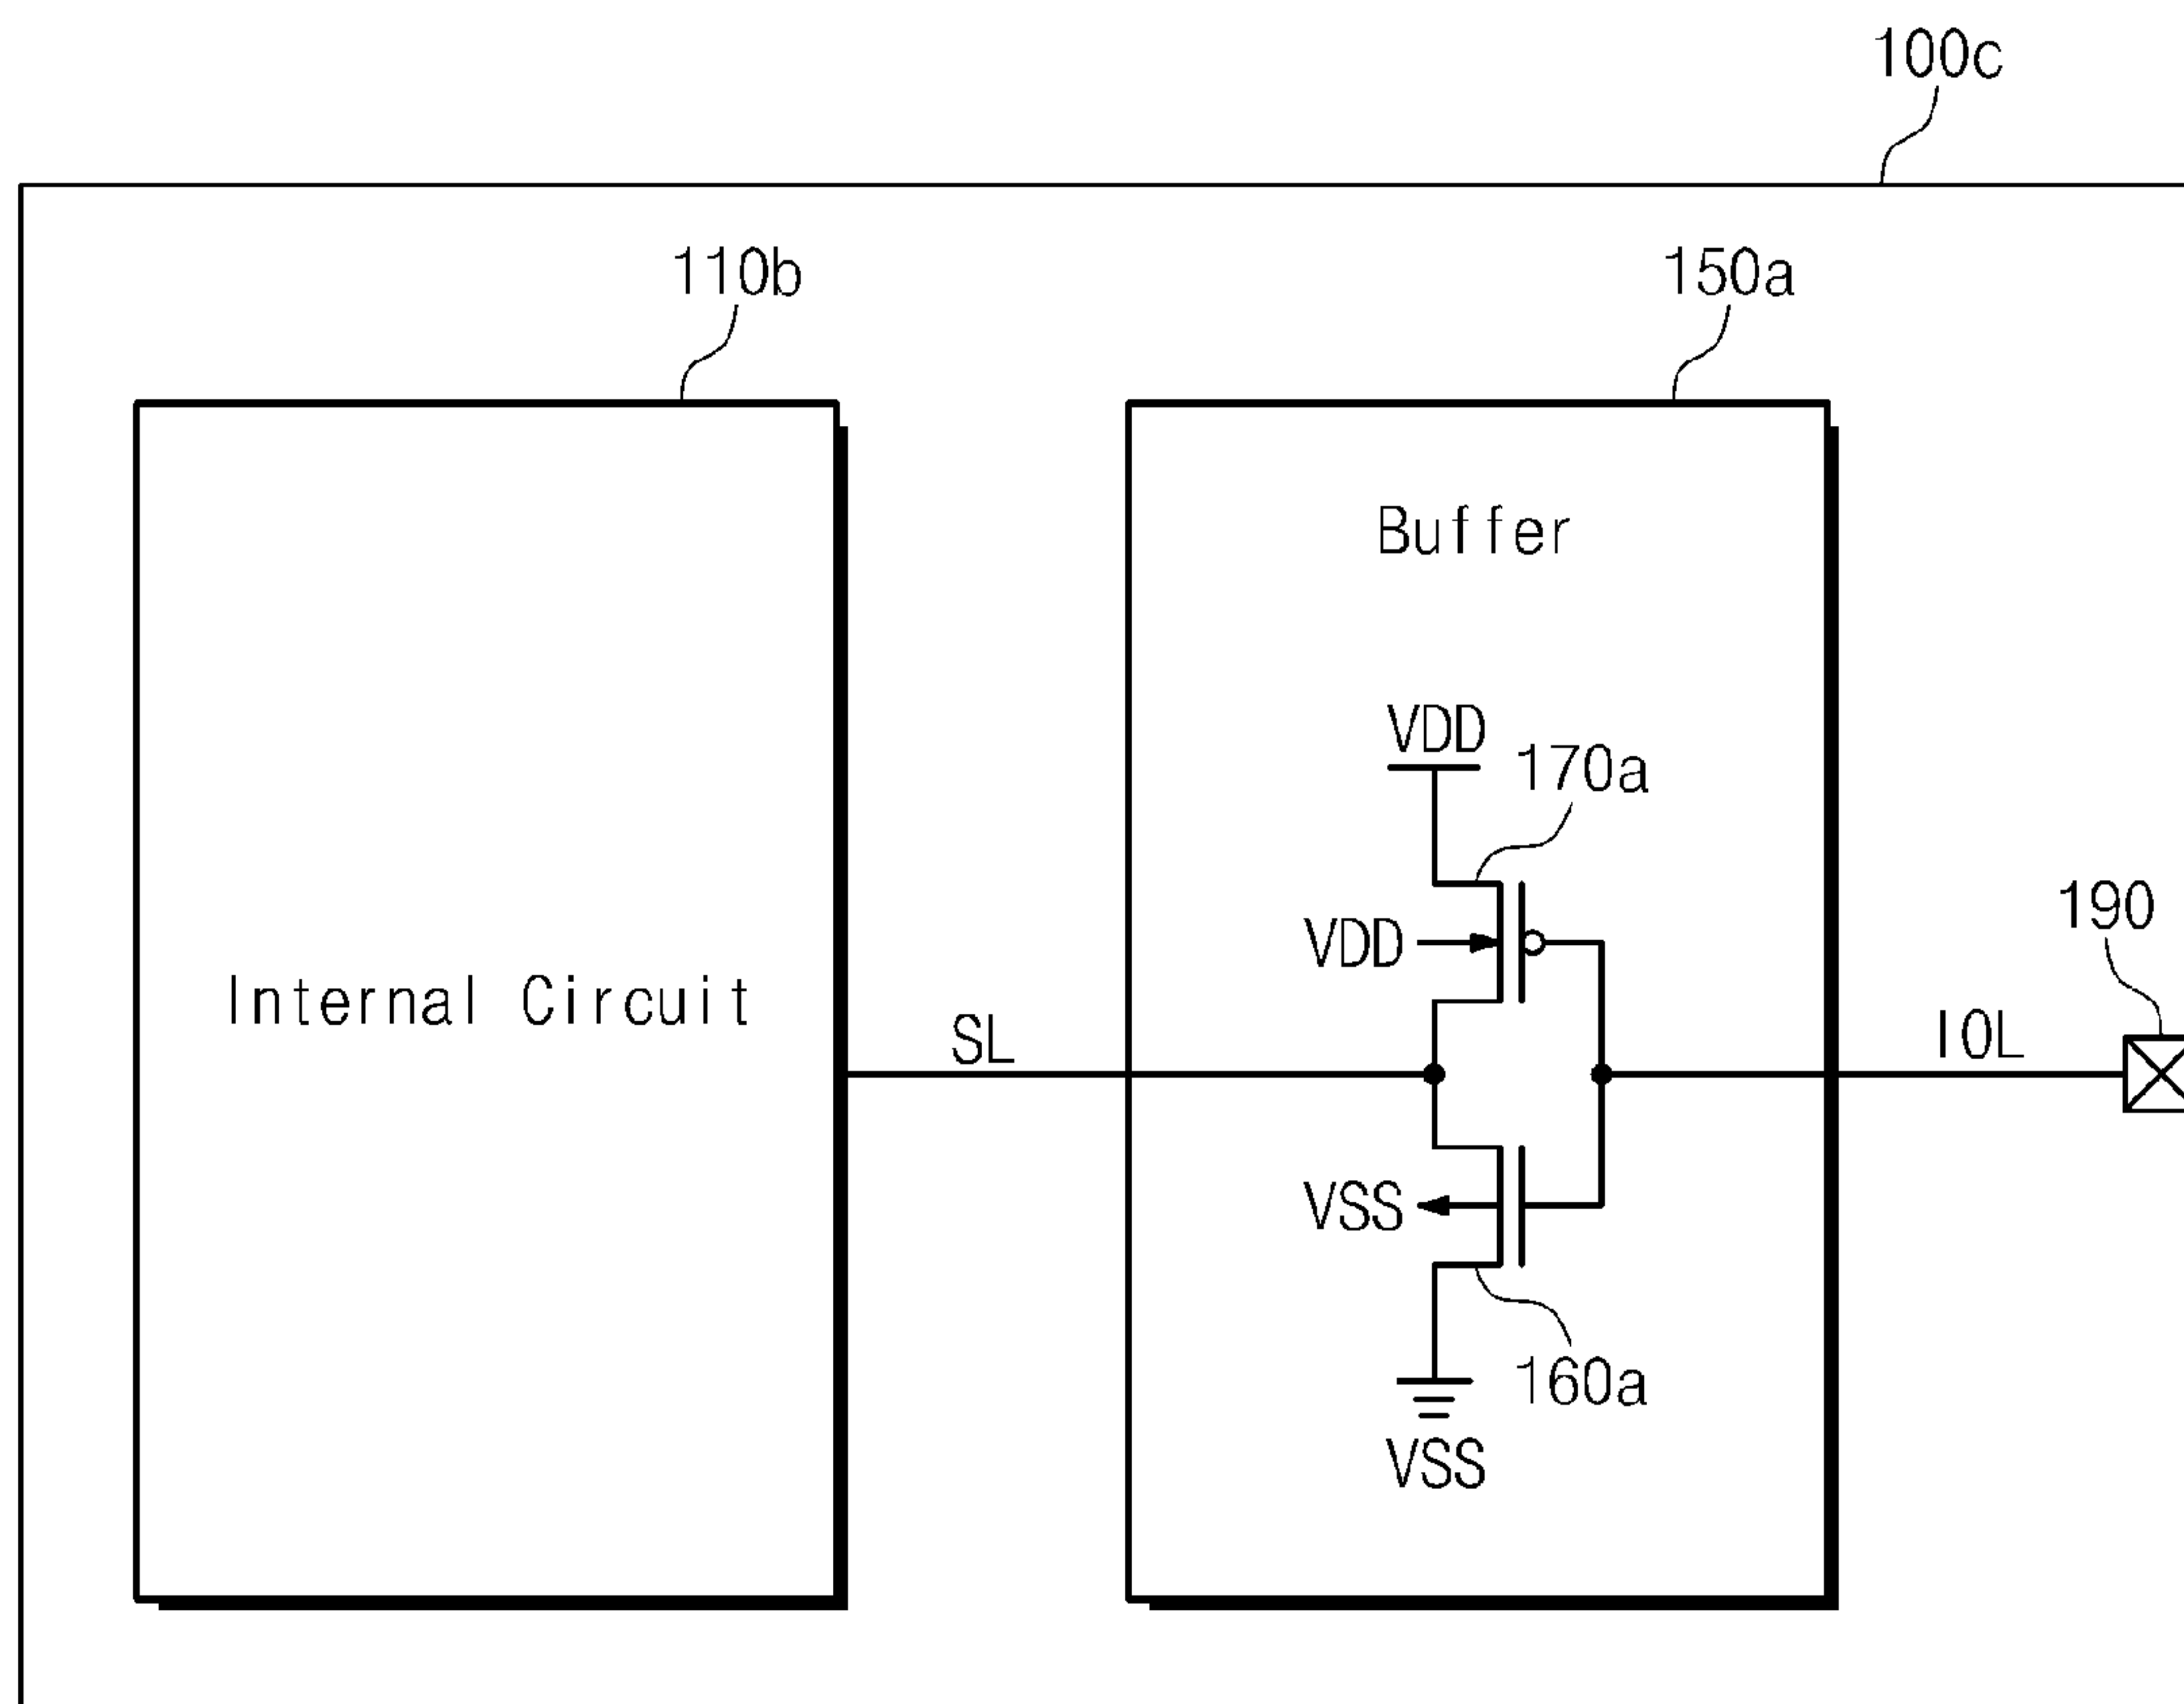 100c
110b
150a
Buffer
VDD
170a
VDD
190
Internal Circuit
SL
IOL
VSS
160a
VSS